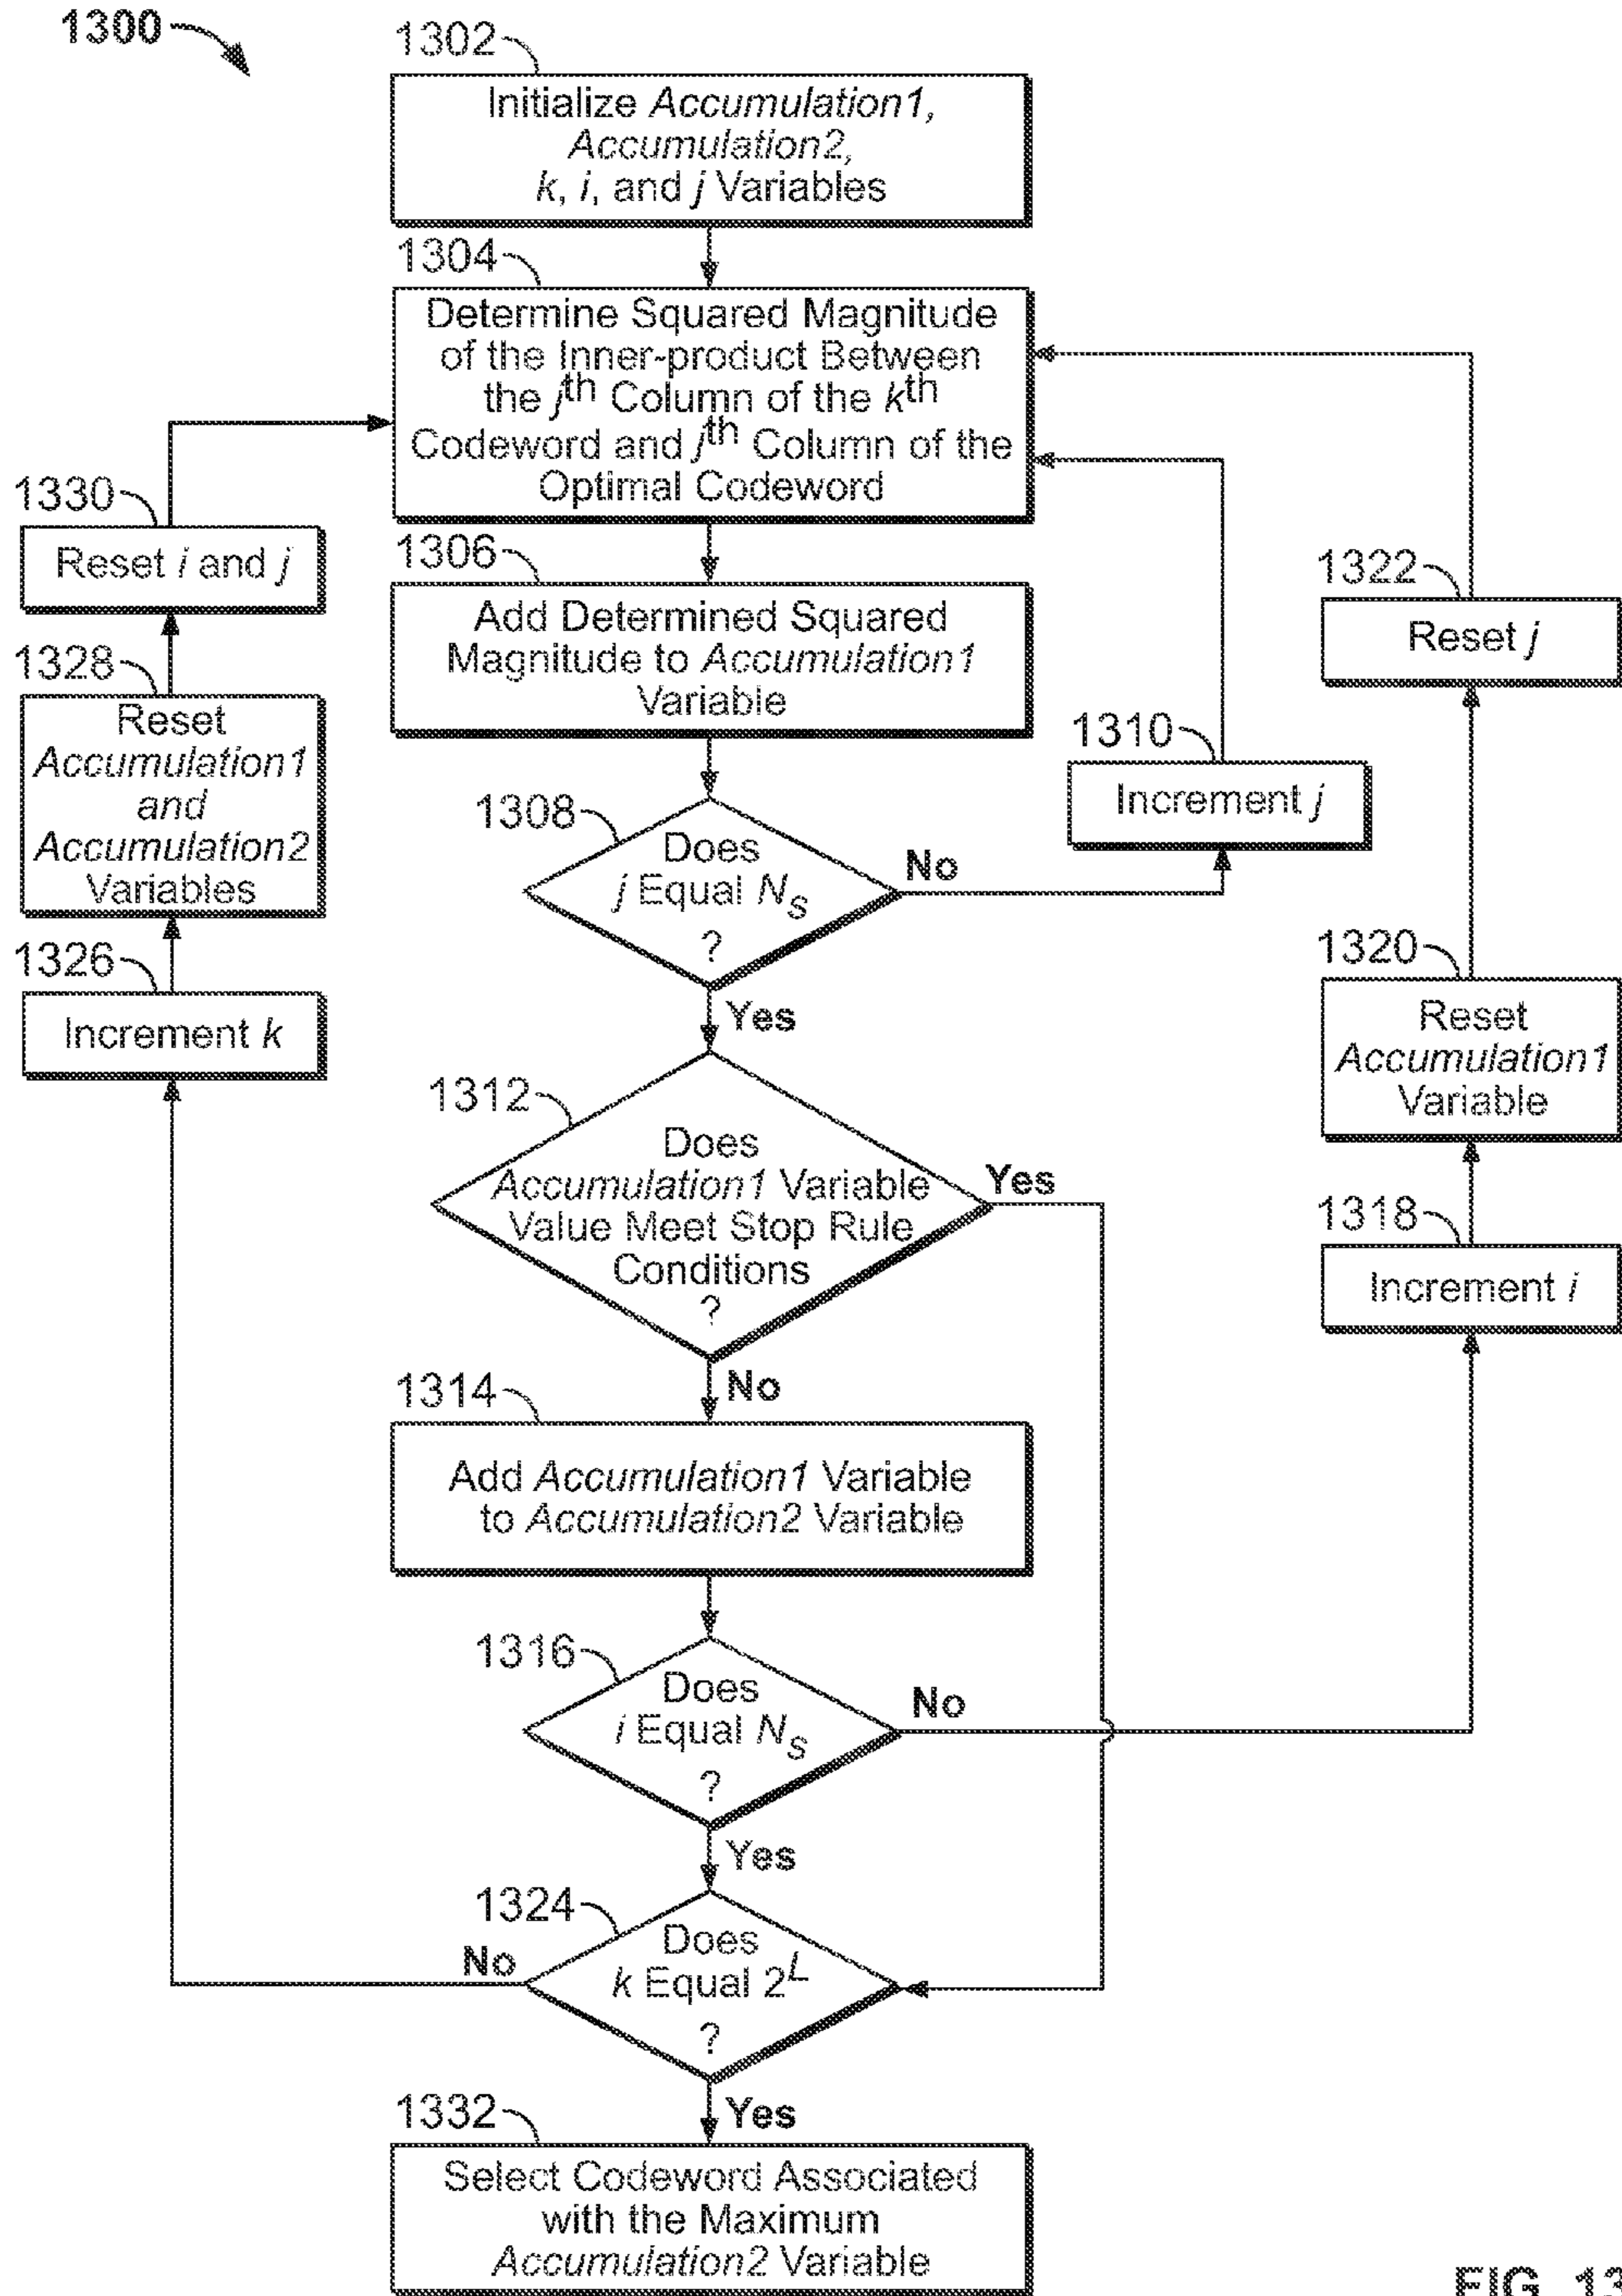 1300
1302
Initialize Accumulation1,
Accumulation2,
k, i, and j Variables
1304
Determine Squared Magnitude
of the Inner-product Between
the jth Column of the kth
Codeword and jth Column of the
Optimal Codeword
1330
Reset i and j
1306
Add Determined Squared
Magnitude to Accumulation1
Variable
1322
Reset j
1328
Reset
Accumulation1
and
Accumulation2
Variables
1310
Increment j
1308
Does
j Equal NS
?
No
Yes
1326
Increment k
1320
Reset
Accumulation1
Variable
1312
Does
Accumulation1 Variable
Value Meet Stop Rule
Conditions
?
Yes
No
1318
Increment i
1314
Add Accumulation1 Variable
to Accumulation2 Variable
1316
Does
i Equal NS
?
No
Yes
1324
Does
k Equal 2L
?
No
Yes
1332
Select Codeword Associated
with the Maximum
Accumulation2 Variable
FIG. 13